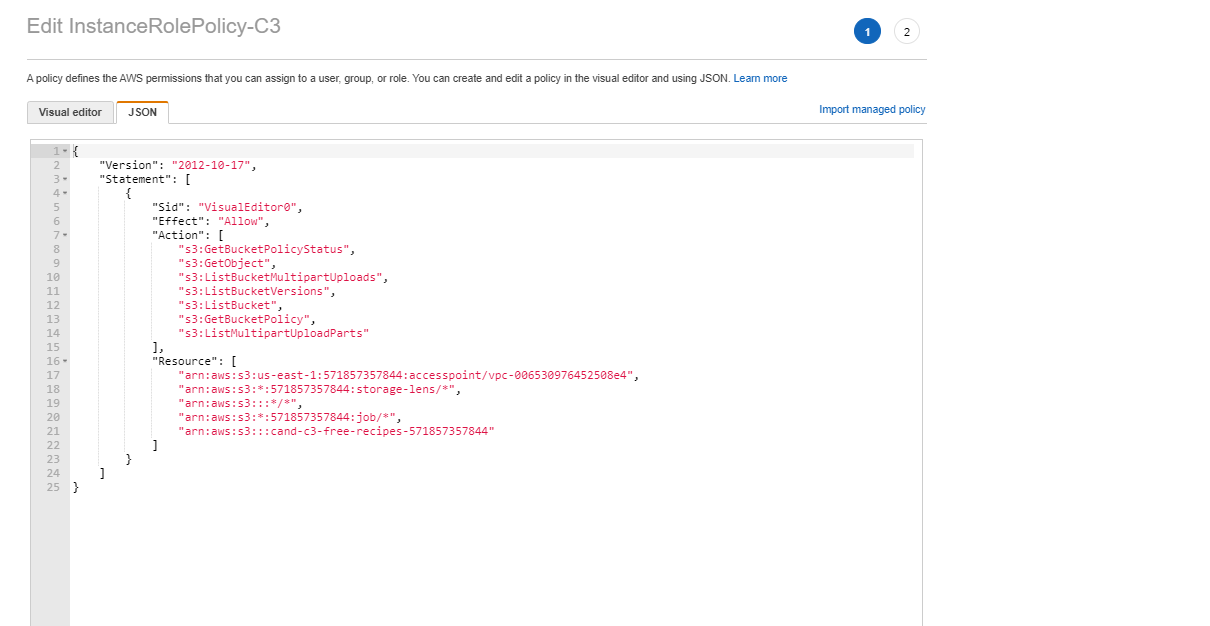 Edit InstanceRolePolicy-C3
1
2
A policy defines the AWS permissions that you can assign to a user, group, or role. You can create and edit a policy in the visual editor and using JSON. Learn more
Visual editor
JSON
Import managed policy
1 {
2 "Version": "2012-10-17",
3 "Statement": [
4 {
5 "Sid": "VisualEditor0",
6 "Effect": "Allow",
7 "Action": [
8 "s3:GetBucketPolicyStatus",
9 "s3:GetObject",
10 "s3:ListBucketMultipartUploads",
11 "s3:ListBucketVersions",
12 "s3:ListBucket",
13 "s3:GetBucketPolicy",
14 "s3:ListMultipartUploadParts"
15 ],
16 "Resource": [
17 "arn:aws:s3:us-east-1:571857357844:accesspoint/vpc-006530976452508e4",
18 "arn:aws:s3:*:571857357844:storage-lens/*",
19 "arn:aws:s3:::*/*",
20 "arn:aws:s3:*:571857357844:job/*",
21 "arn:aws:s3:::cand-c3-free-recipes-571857357844"
22 ]
23 }
24 ]
25 }